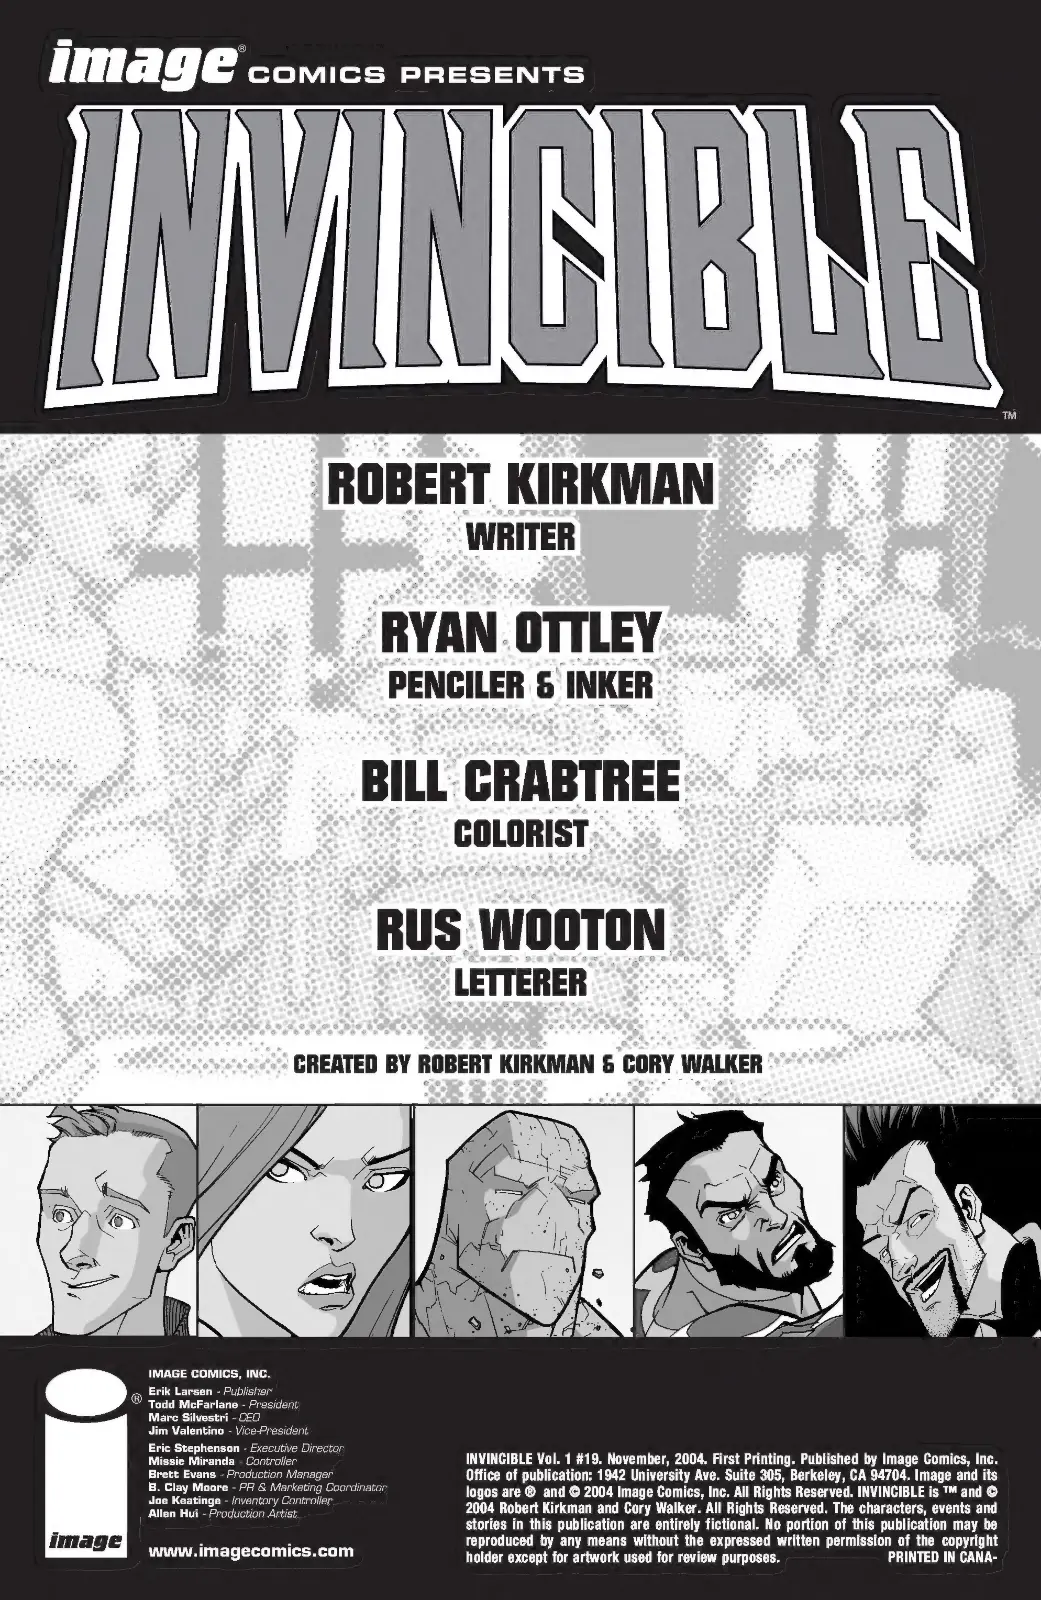 image® COMICS PRESENTS
INVINCIBLE
TM
ROBERT KIRKMAN
WRITER
RYAN OTTLEY
PENCILER & INKER
BILL CRABTREE
COLORIST
RUS WOOTON
LETTERER
CREATED BY ROBERT KIRKMAN & CORY WALKER
®
image
IMAGE COMICS, INC.
Erik Larsen - Publisher
Todd McFarlane - President
Marc Silvestri - CEO
Jim Valentino - Vice-President
Eric Stephenson - Executive Director
Missie Miranda - Controller
Brett Evans - Production Manager
B. Clay Moore - PR & Marketing Coordinator
Joe Keatinge - Inventory Controller
Allen Hui - Production Artist
www.imagecomics.com
INVINCIBLE Vol. 1 #19. November, 2004. First Printing. Published by Image Comics, Inc.
Office of publication: 1942 University Ave. Suite 305, Berkeley, CA 94704. Image and its
logos are ® and © 2004 Image Comics, Inc. All Rights Reserved. INVINCIBLE is ™ and ©
2004 Robert Kirkman and Cory Walker. All Rights Reserved. The characters, events and
stories in this publication are entirely fictional. No portion of this publication may be
reproduced by any means without the expressed written permission of the copyright
holder except for artwork used for review purposes. PRINTED IN CANA-